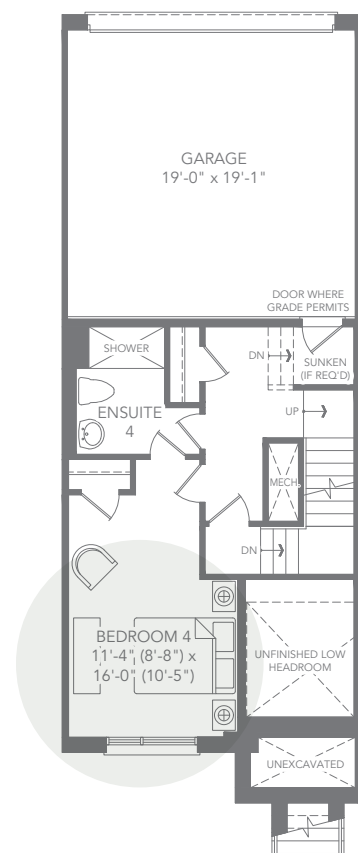 GARAGE
19'-0" x 19'-1"
DOOR WHERE
GRADE PERMITS
SHOWER
DN
SUNKEN
(IF REQ'D)
ENSUITE
4
UP
MECH.
DN
BEDROOM 4
11'-4" (8'-8") x
16'-0" (10'-5")
UNFINISHED LOW
HEADROOM
UNEXCAVATED